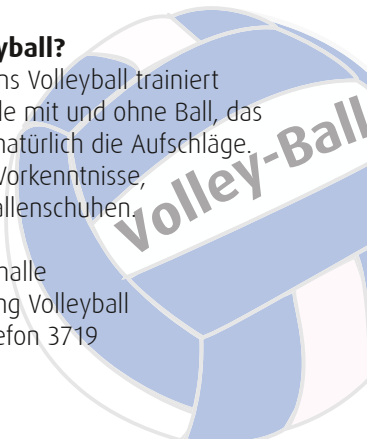 yball?
ns Volleyball trainiert
le mit und ohne Ball, das
natürlich die Aufschläge.
Vorkenntnisse,
allenschuhen.
halle
ng Volleyball
efon 3719
Volley-Ball